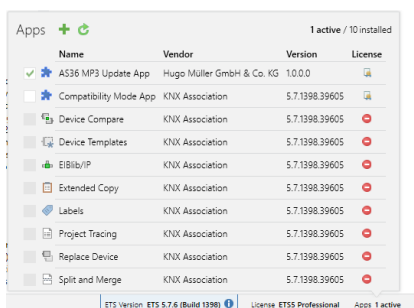 Apps 1 active / 10 installed
Name Vendor Version License
AS36 MP3 Update App Hugo Müller GmbH & Co. KG 1.0.0.0
Compatibility Mode App KNX Association 5.7.1398.39605
Device Compare KNX Association 5.7.1398.39605
Device Templates KNX Association 5.7.1398.39605
EIBlib/IP KNX Association 5.7.1398.39605
Extended Copy KNX Association 5.7.1398.39605
Labels KNX Association 5.7.1398.39605
Project Tracing KNX Association 5.7.1398.39605
Replace Device KNX Association 5.7.1398.39605
Split and Merge KNX Association 5.7.1398.39605
ETS Version ETS 5.7.6 (Build 1398) License ETS5 Professional Apps 1 active